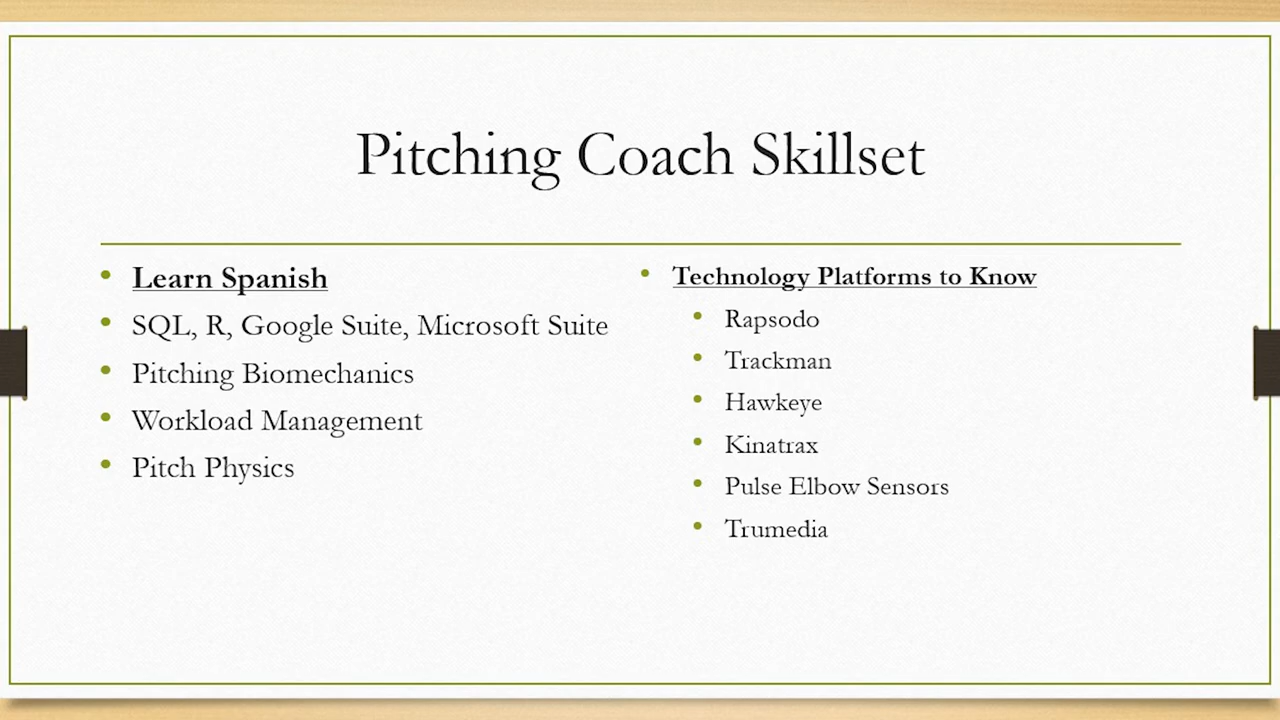 Pitching Coach Skillset
Learn Spanish
SQL, R, Google Suite, Microsoft Suite
Pitching Biomechanics
Workload Management
Pitch Physics
Technology Platforms to Know
Rapsodo
Trackman
Hawkeye
Kinatrax
Pulse Elbow Sensors
Trumedia